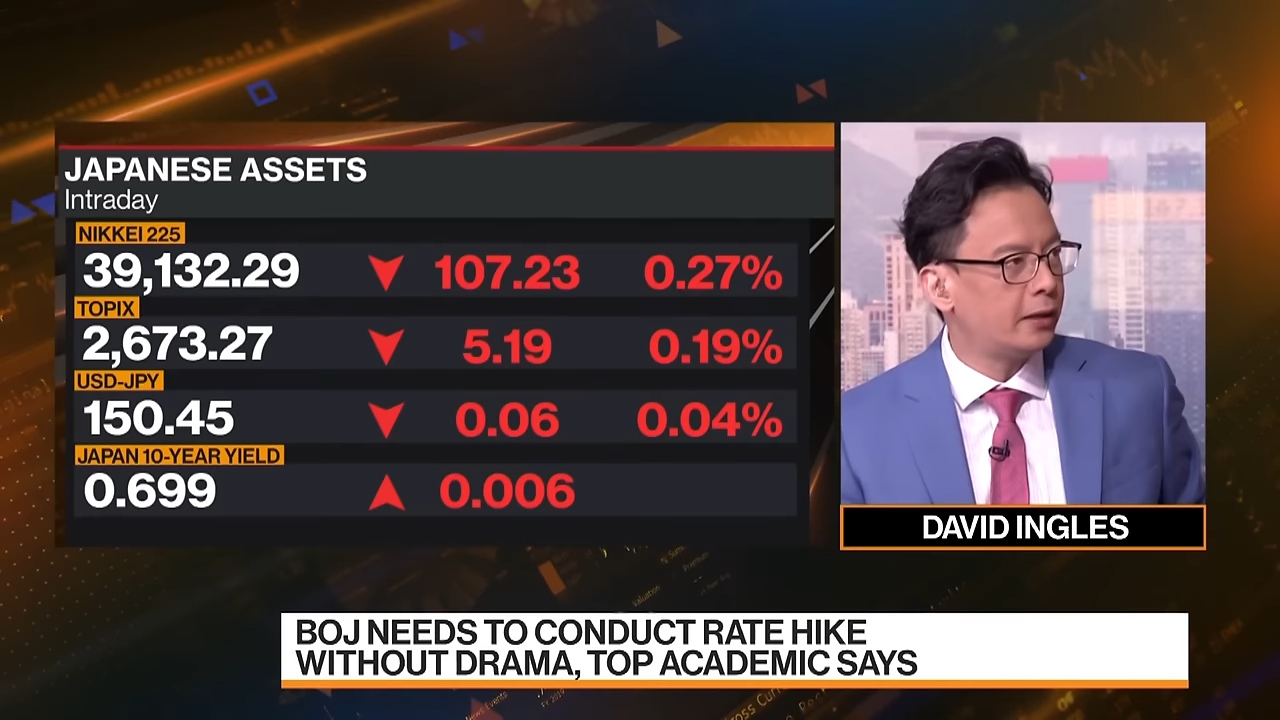 JAPANESE ASSETS
Intraday
NIKKEI 225
39,132.29 ▼ 107.23 0.27%
TOPIX
2,673.27 ▼ 5.19 0.19%
USD-JPY
150.45 ▼ 0.06 0.04%
JAPAN 10-YEAR YIELD
0.699 ▲ 0.006
DAVID INGLES
BOJ NEEDS TO CONDUCT RATE HIKE
WITHOUT DRAMA, TOP ACADEMIC SAYS